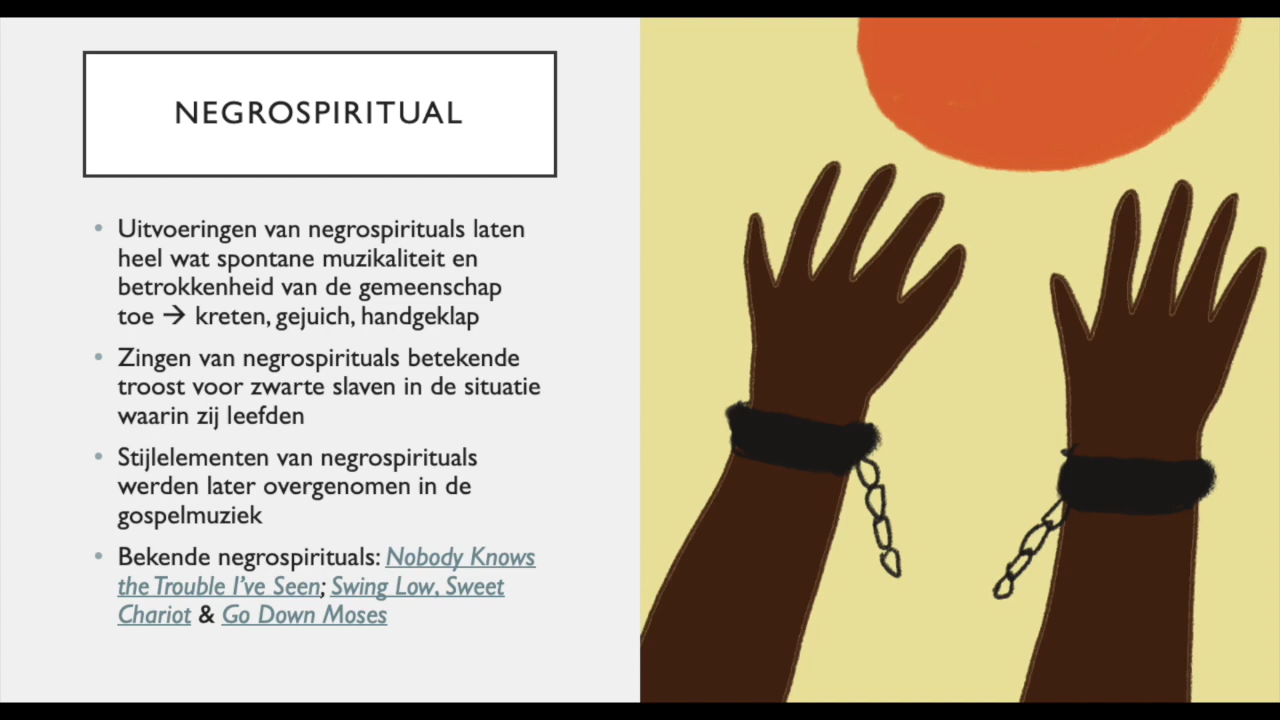 NEGROSPIRITUAL
• Uitvoeringen van negrospirituals laten
heel wat spontane muzikaliteit en
betrokkenheid van de gemeenschap
toe → kreten, gejuich, handgeklap
• Zingen van negrospirituals betekende
troost voor zwarte slaven in de situatie
waarin zij leefden
• Stijlelementen van negrospirituals
werden later overgenomen in de
gospelmuziek
• Bekende negrospirituals: Nobody Knows
the Trouble I’ve Seen; Swing Low, Sweet
Chariot & Go Down Moses